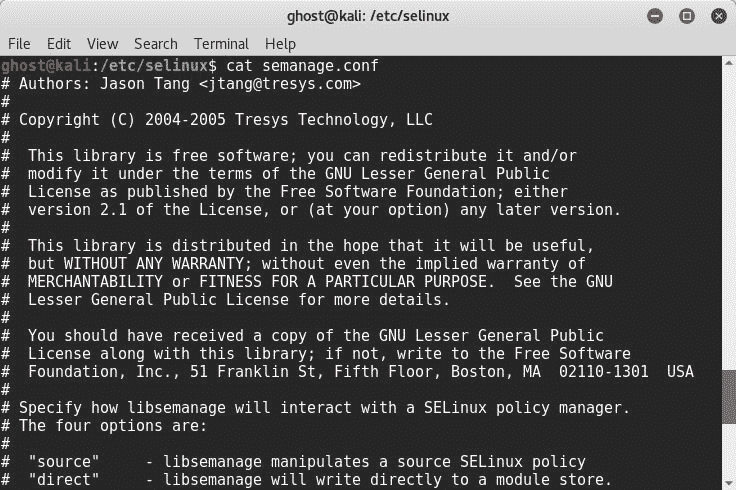 ghost@kali: /etc/selinux
File Edit View Search Terminal Help
ghost@kali:/etc/selinux$ cat semanage.conf
# Authors: Jason Tang <jtang@tresys.com>
#
# Copyright (C) 2004-2005 Tresys Technology, LLC
#
#  This library is free software; you can redistribute it and/or
#  modify it under the terms of the GNU Lesser General Public
#  License as published by the Free Software Foundation; either
#  version 2.1 of the License, or (at your option) any later version.
#
#  This library is distributed in the hope that it will be useful,
#  but WITHOUT ANY WARRANTY; without even the implied warranty of
#  MERCHANTABILITY or FITNESS FOR A PARTICULAR PURPOSE.  See the GNU
#  Lesser General Public License for more details.
#
#  You should have received a copy of the GNU Lesser General Public
#  License along with this library; if not, write to the Free Software
#  Foundation, Inc., 51 Franklin St, Fifth Floor, Boston, MA  02110-1301  USA
#
# Specify how libsemanage will interact with a SELinux policy manager.
# The four options are:
#
#  "source"     - libsemanage manipulates a source SELinux policy
#  "direct"     - libsemanage will write directly to a module store.